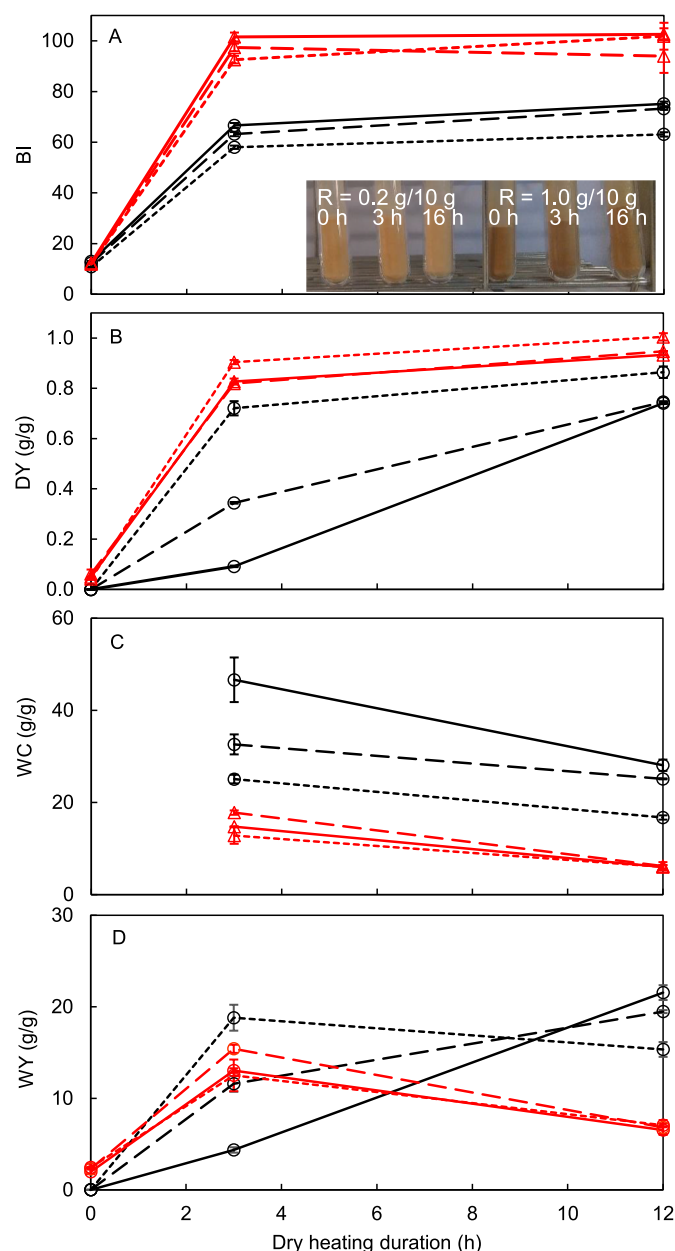 A
100
80
60
40
20
0
BI
R = 0.2 g/10 g R = 1.0 g/10 g
0 h 3 h 16 h 0 h 3 h 16 h
B
1.0
0.8
0.6
0.4
0.2
0.0
DY (g/g)
C
60
40
20
0
WC (g/g)
D
30
20
10
0
WY (g/g)
0 2 4 6 8 10 12
Dry heating duration (h)